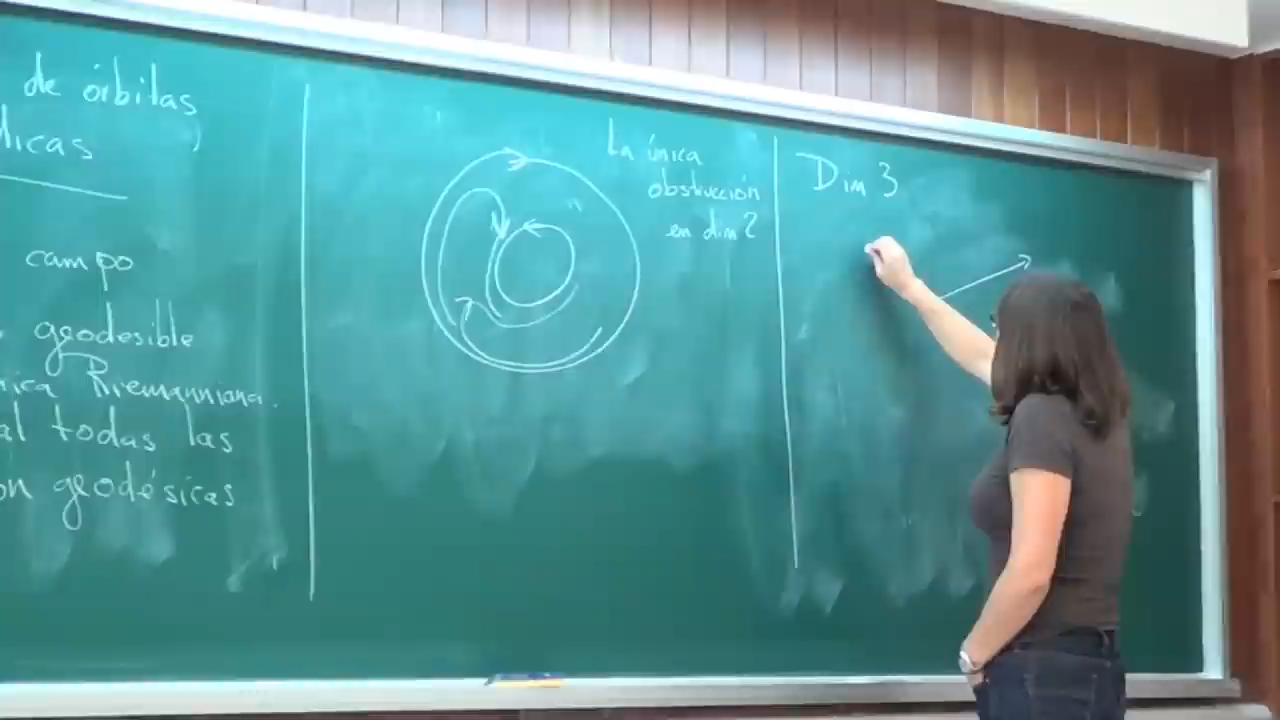 de órbitas
dicas
campo
geodesible
rica Riemanniana.
al todas las
on geodésicas
La única
obstrucción
en dim 2
Dim 3